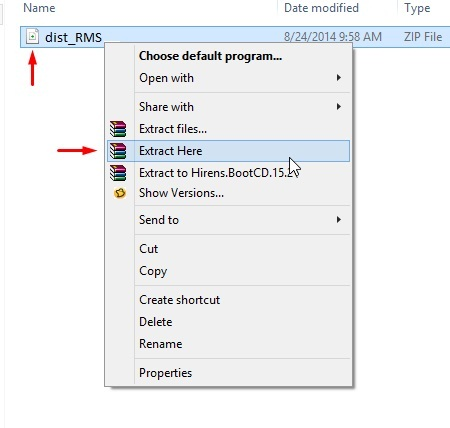 Name Date modified Type
dist_RMS 8/24/2014 9:58 AM ZIP File
Choose default program...
Open with
Share with
Extract files...
Extract Here
Extract to Hirens.BootCD.15.2\
Show Versions...
Send to
Cut
Copy
Create shortcut
Delete
Rename
Properties